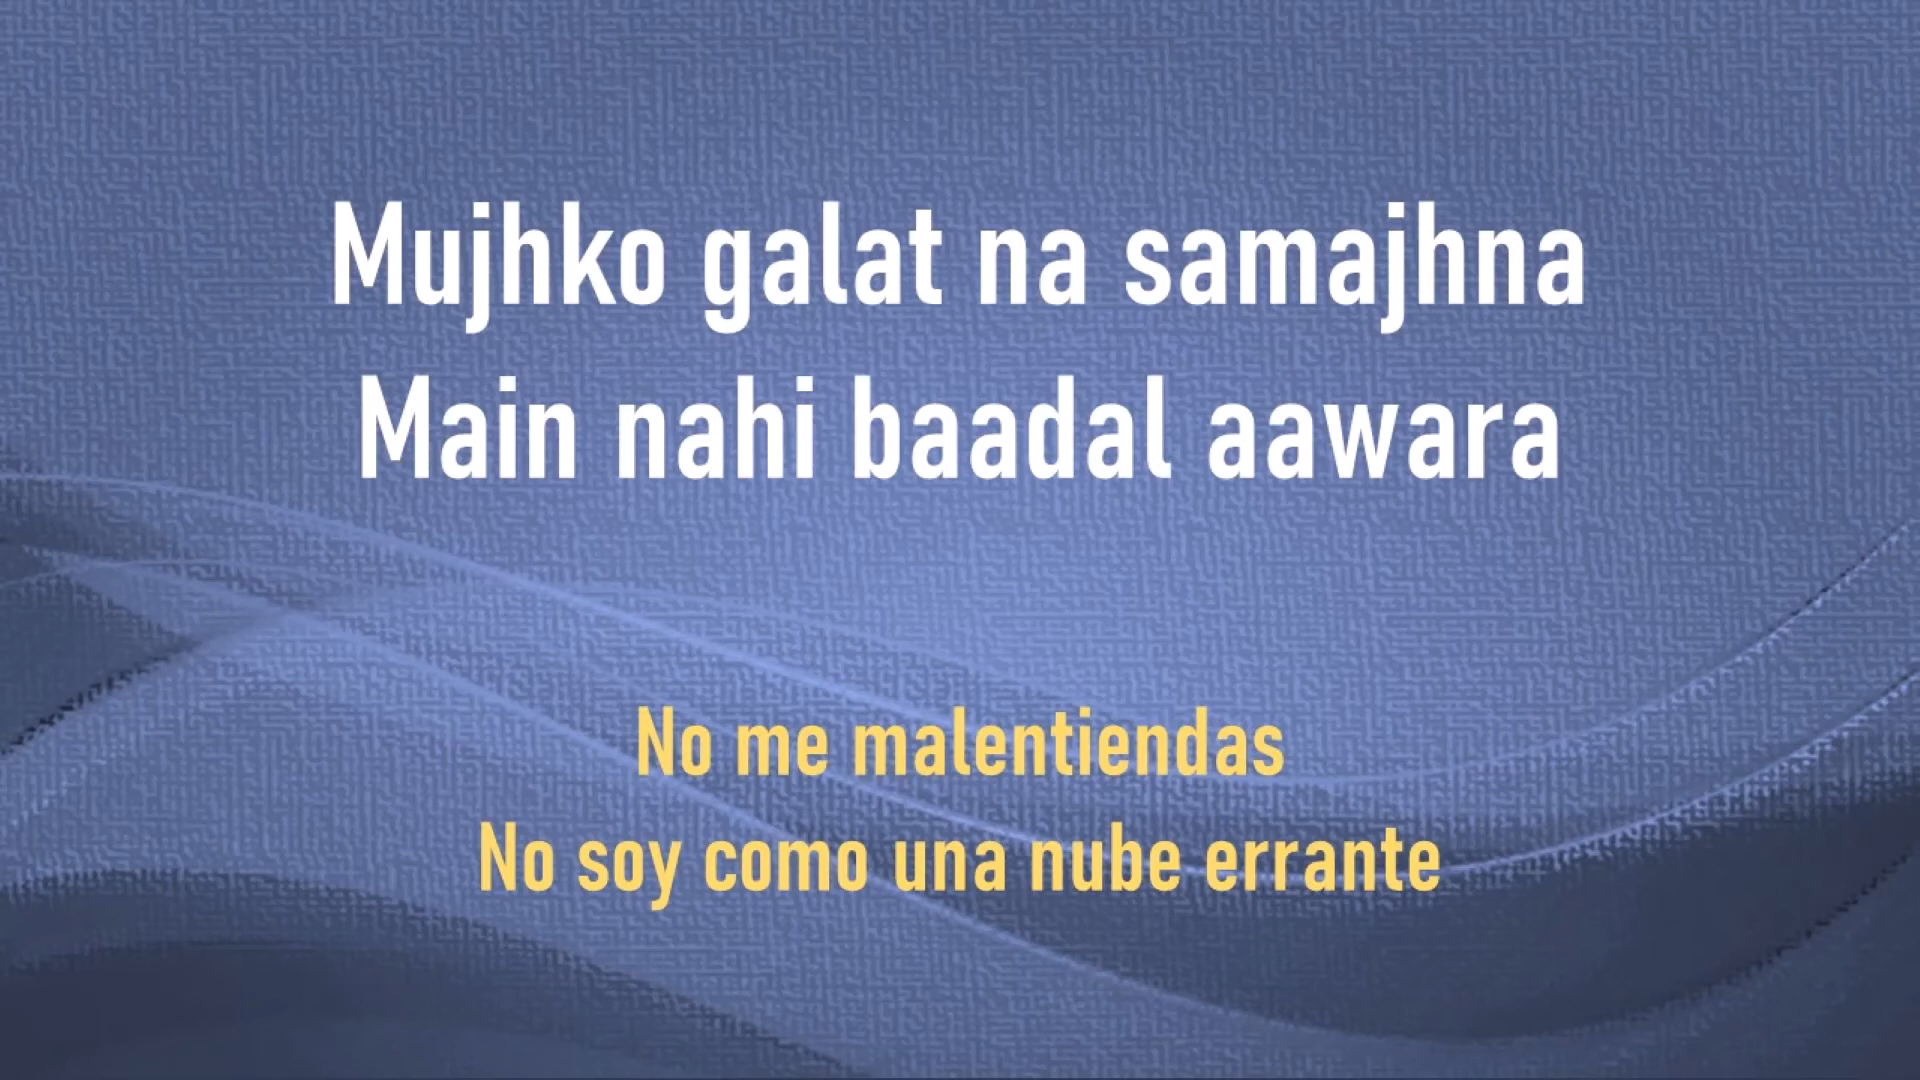 Mujhko galat na samajhna
Main nahi baadal aawara
No me malentiendas
No soy como una nube errante